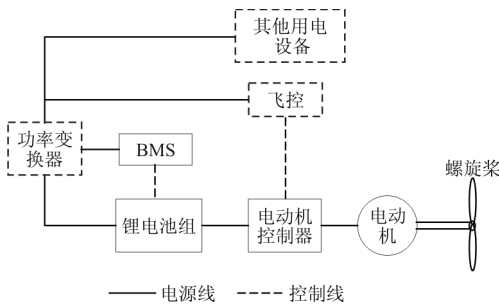 其他用电
设备
飞控
功率变
换器
BMS
螺旋桨
锂电池组
电动机
控制器
电动
机
电源线
控制线